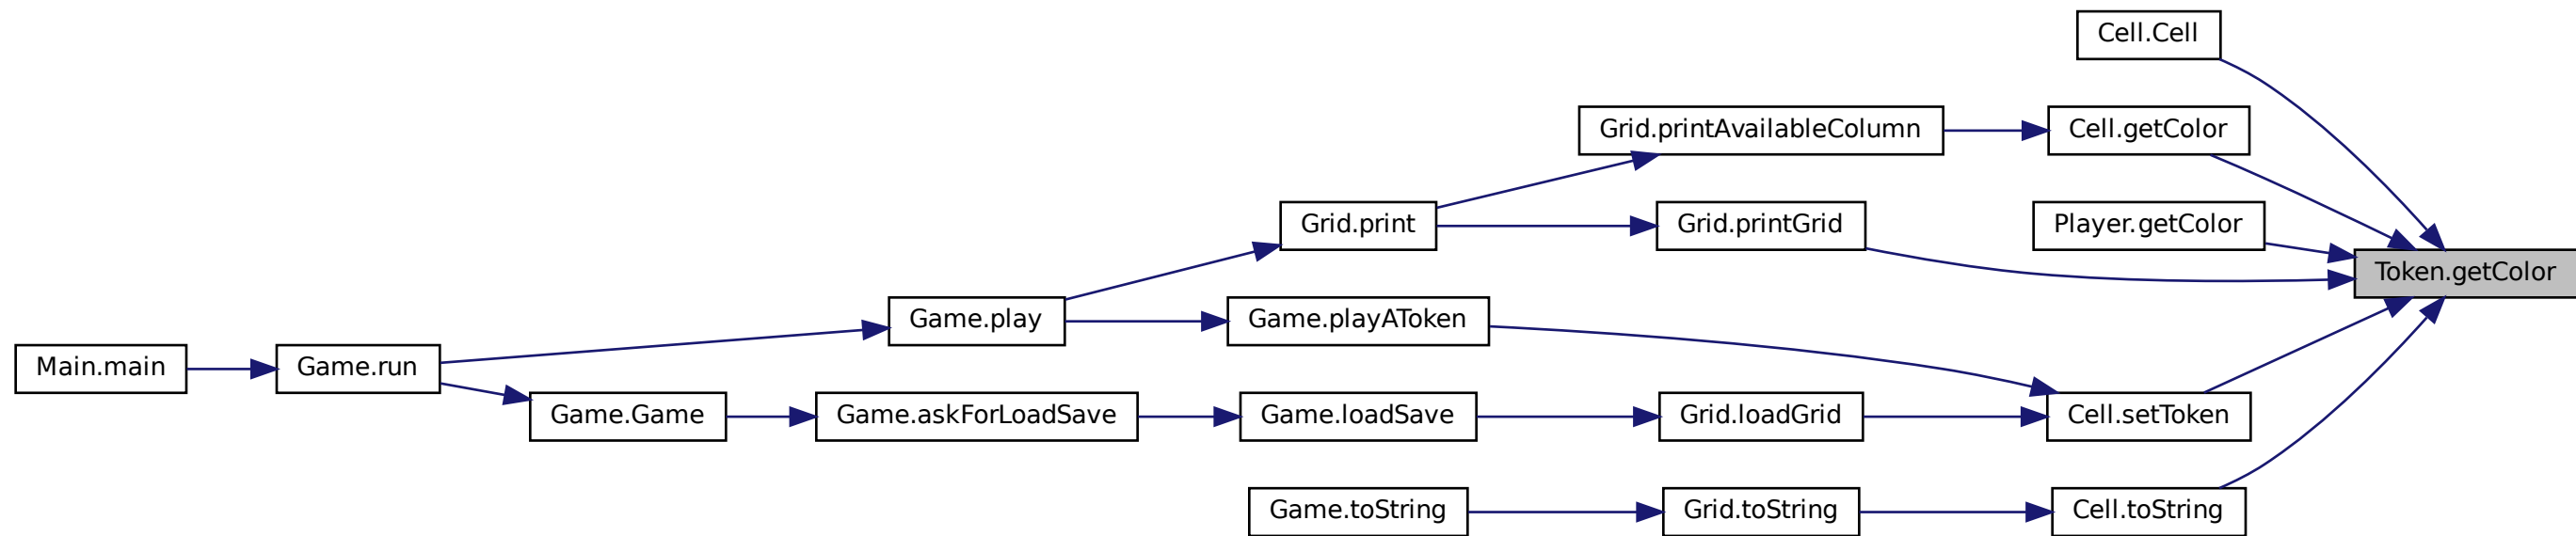 Cell.Cell
Grid.printAvailableColumn
Cell.getColor
Grid.print
Grid.printGrid
Player.getColor
Token.getColor
Game.play
Game.playAToken
Main.main
Game.run
Game.Game
Game.askForLoadSave
Game.loadSave
Grid.loadGrid
Cell.setToken
Game.toString
Grid.toString
Cell.toString